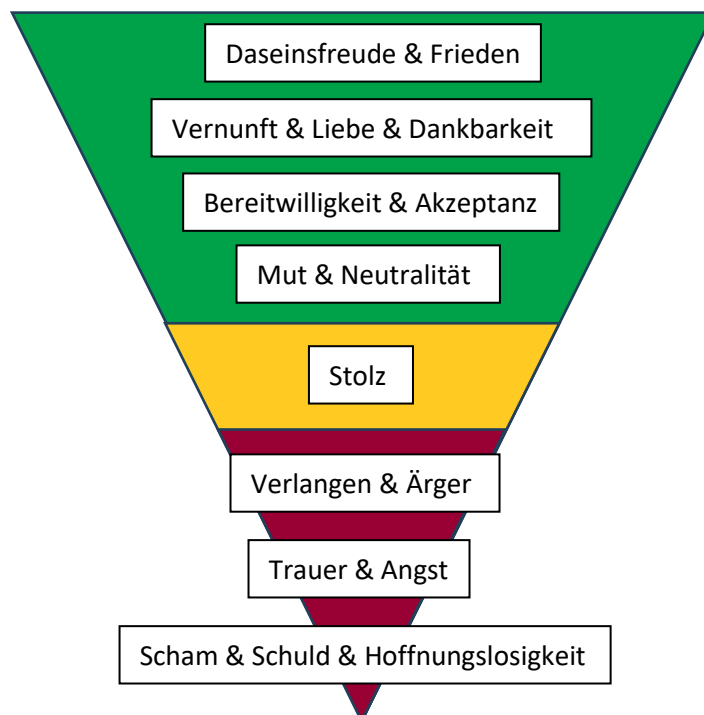 Daseinsfreude & Frieden
Vernunft & Liebe & Dankbarkeit
Bereitwilligkeit & Akzeptanz
Mut & Neutralität
Stolz
Verlangen & Ärger
Trauer & Angst
Scham & Schuld & Hoffnungslosigkeit